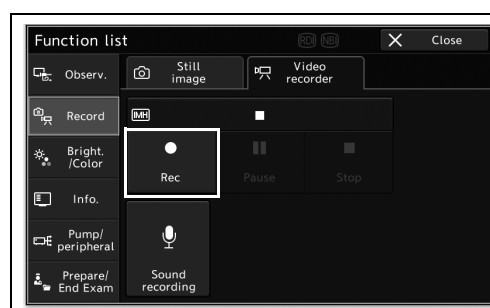 Function list
RDI NBI
Close
Observ.
Still
image
Video
recorder
Record
IMH
Bright.
/Color
Rec
Pause
Stop
Info.
Pump/
peripheral
Prepare/
End Exam
Sound
recording